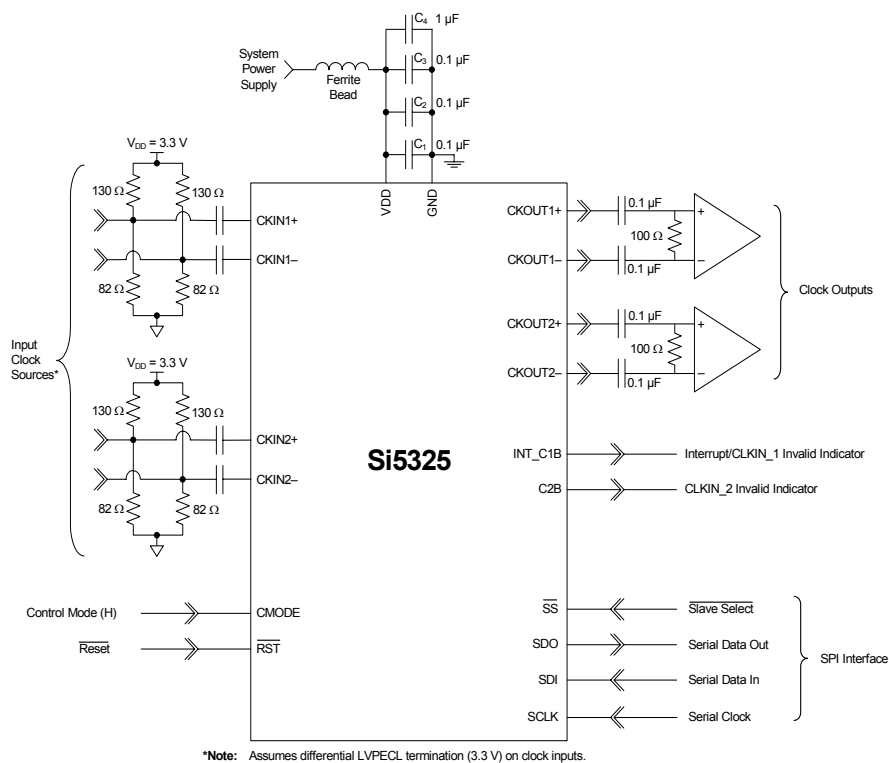 C4 1 µF
System
Power
Supply
Ferrite
Bead
C3 0.1 µF
C2 0.1 µF
C1 0.1 µF
VDD = 3.3 V
130 Ω 130 Ω
82 Ω 82 Ω
VDD = 3.3 V
130 Ω 130 Ω
82 Ω 82 Ω
Input
Clock
Sources*
VDD
GND
CKIN1+
CKIN1–
CKIN2+
CKIN2–
Si5325
CKOUT1+ 0.1 µF
100 Ω
CKOUT1– 0.1 µF
+
–
CKOUT2+ 0.1 µF
100 Ω
CKOUT2– 0.1 µF
+
–
Clock Outputs
INT_C1B Interrupt/CLKIN_1 Invalid Indicator
C2B CLKIN_2 Invalid Indicator
Control Mode (H) CMODE
Reset RST
SS Slave Select
SDO Serial Data Out
SDI Serial Data In
SCLK Serial Clock
SPI Interface
*Note: Assumes differential LVPECL termination (3.3 V) on clock inputs.